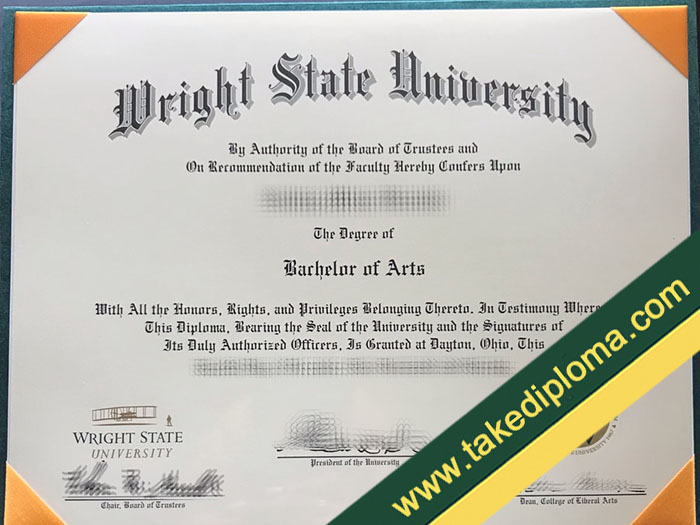 Wright State University
By Authority of the Board of Trustees and
On Recommendation of the Faculty Hereby Confers Upon
The Degree of
Bachelor of Arts
With All the Honors, Rights, and Privileges Belonging Thereto. In Testimony
This Diploma, Bearing the Seal of the University and the Signatures of
Its Duly Authorized Officers, Is Granted at Dayton, Ohio, This
WRIGHT STATE
UNIVERSITY
President of the University
Chair, Board of Trustees
Dean, College of Liberal Arts
www.takediploma.com